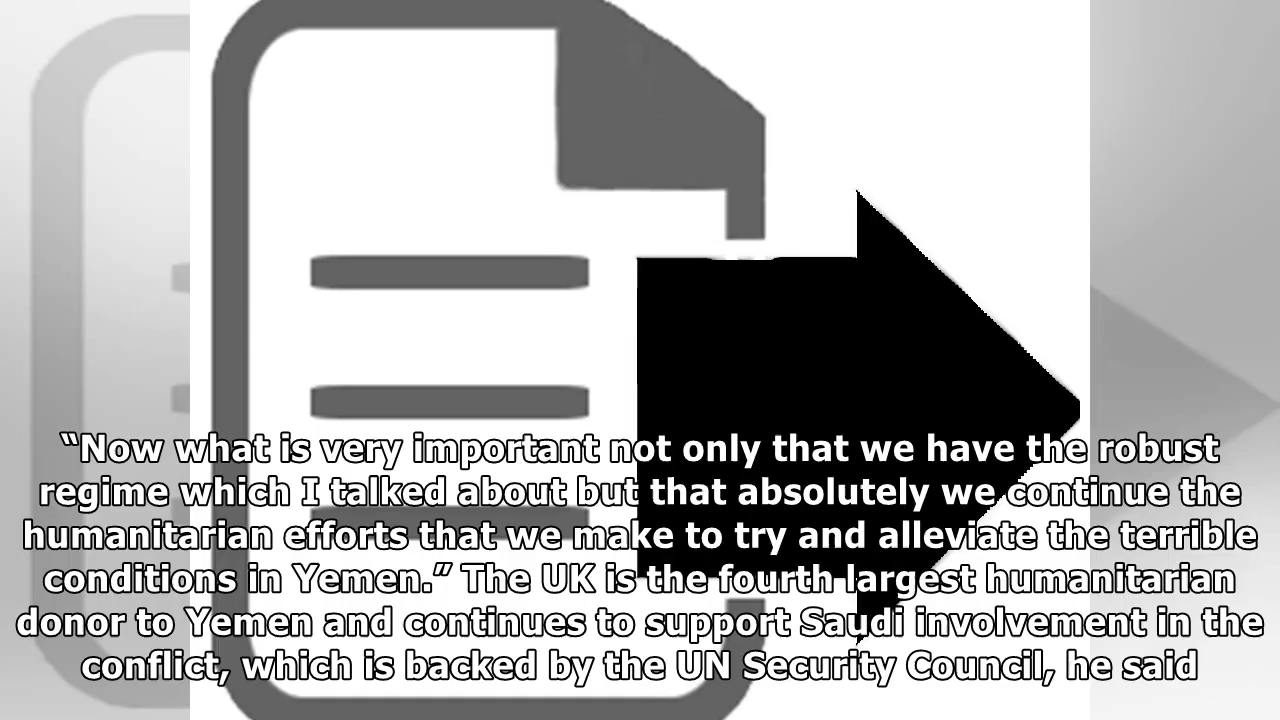 “Now what is very important not only that we have the robust
regime which I talked about but that absolutely we continue the
humanitarian efforts that we make to try and alleviate the terrible
conditions in Yemen.” The UK is the fourth largest humanitarian
donor to Yemen and continues to support Saudi involvement in the
conflict, which is backed by the UN Security Council, he said